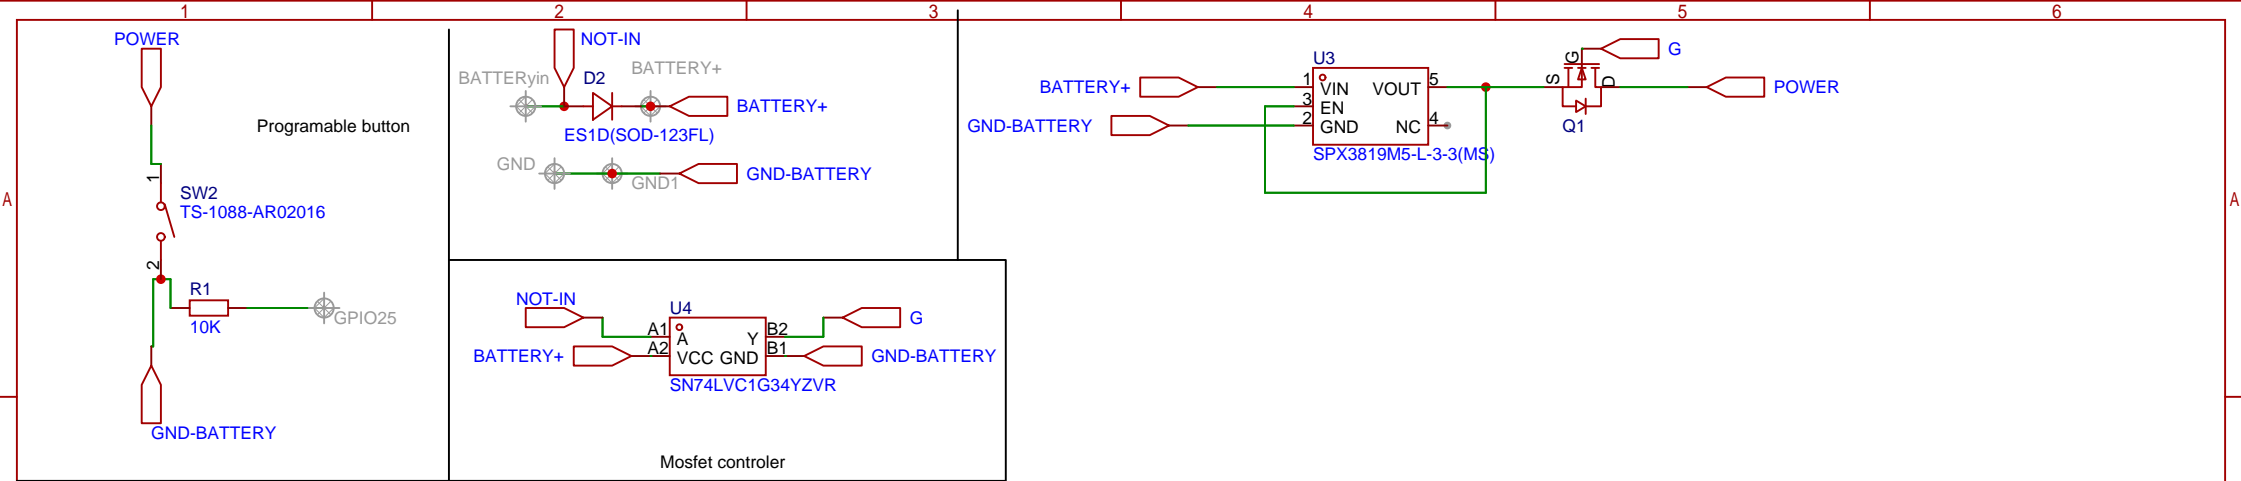 1 2 3 4 5 6
A A
POWER
Programable button
1
SW2
TS-1088-AR02016
2
R1
10K
GPIO25
GND-BATTERY
NOT-IN
BATTERyin D2 BATTERY+
BATTERY+
ES1D(SOD-123FL)
GND
GND1
GND-BATTERY
NOT-IN
U4
A1 A Y B2
G
BATTERY+
A2 VCC GND B1
GND-BATTERY
SN74LVC1G34YZVR
Mosfet controler
U3
BATTERY+
1 VIN VOUT 5
3 EN
GND-BATTERY
2 GND NC 4
SPX3819M5-L-3-3(MS)
G
G
S D
POWER
Q1